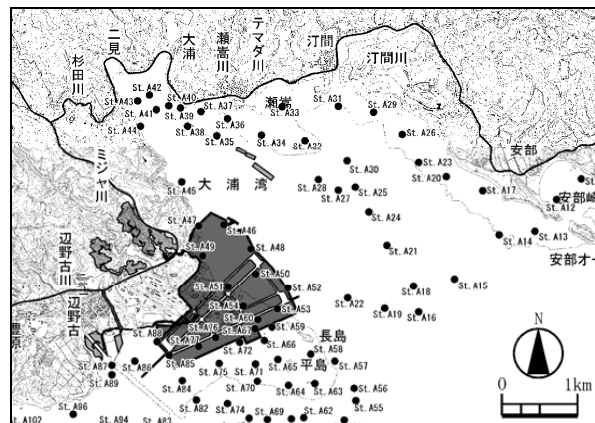 二見
杉田川
大浦
瀬嵩川
テマダ川
汀間
汀間川
瀬嵩
安部
安部崎
安部オー
大浦湾
ミジャ川
辺野古川
辺野古
豊原
長島
平島
St. A42
St. A43
St. A40
St. A41
St. A39
St. A37
St. A44
St. A38
St. A36
St. A35
St. A33
St. A34
St. A32
St. A31
St. A29
St. A26
St. A30
St. A23
St. A20
St. A17
St. A12
St. A28
St. A27
St. A25
St. A24
St. A45
St. A21
St. A14
St. A13
St. A47
St. A46
St. A49
St. A48
St. A50
St. A51
St. A52
St. A54
St. A53
St. A22
St. A18
St. A15
St. A19
St. A16
St. A60
St. A59
St. A76
St. A67
St. A66
St. A88
St. A77
St. A72
St. A58
St. A57
St. A87
St. A86
St. A85
St. A75
St. A71
St. A65
St. A89
St. A84
St. A70
St. A64
St. A63
St. A56
St. A55
St. A82
St. A74
St. A96
St. A102
St. A94
St. A83
St. A69
St. A62
N
0 1km